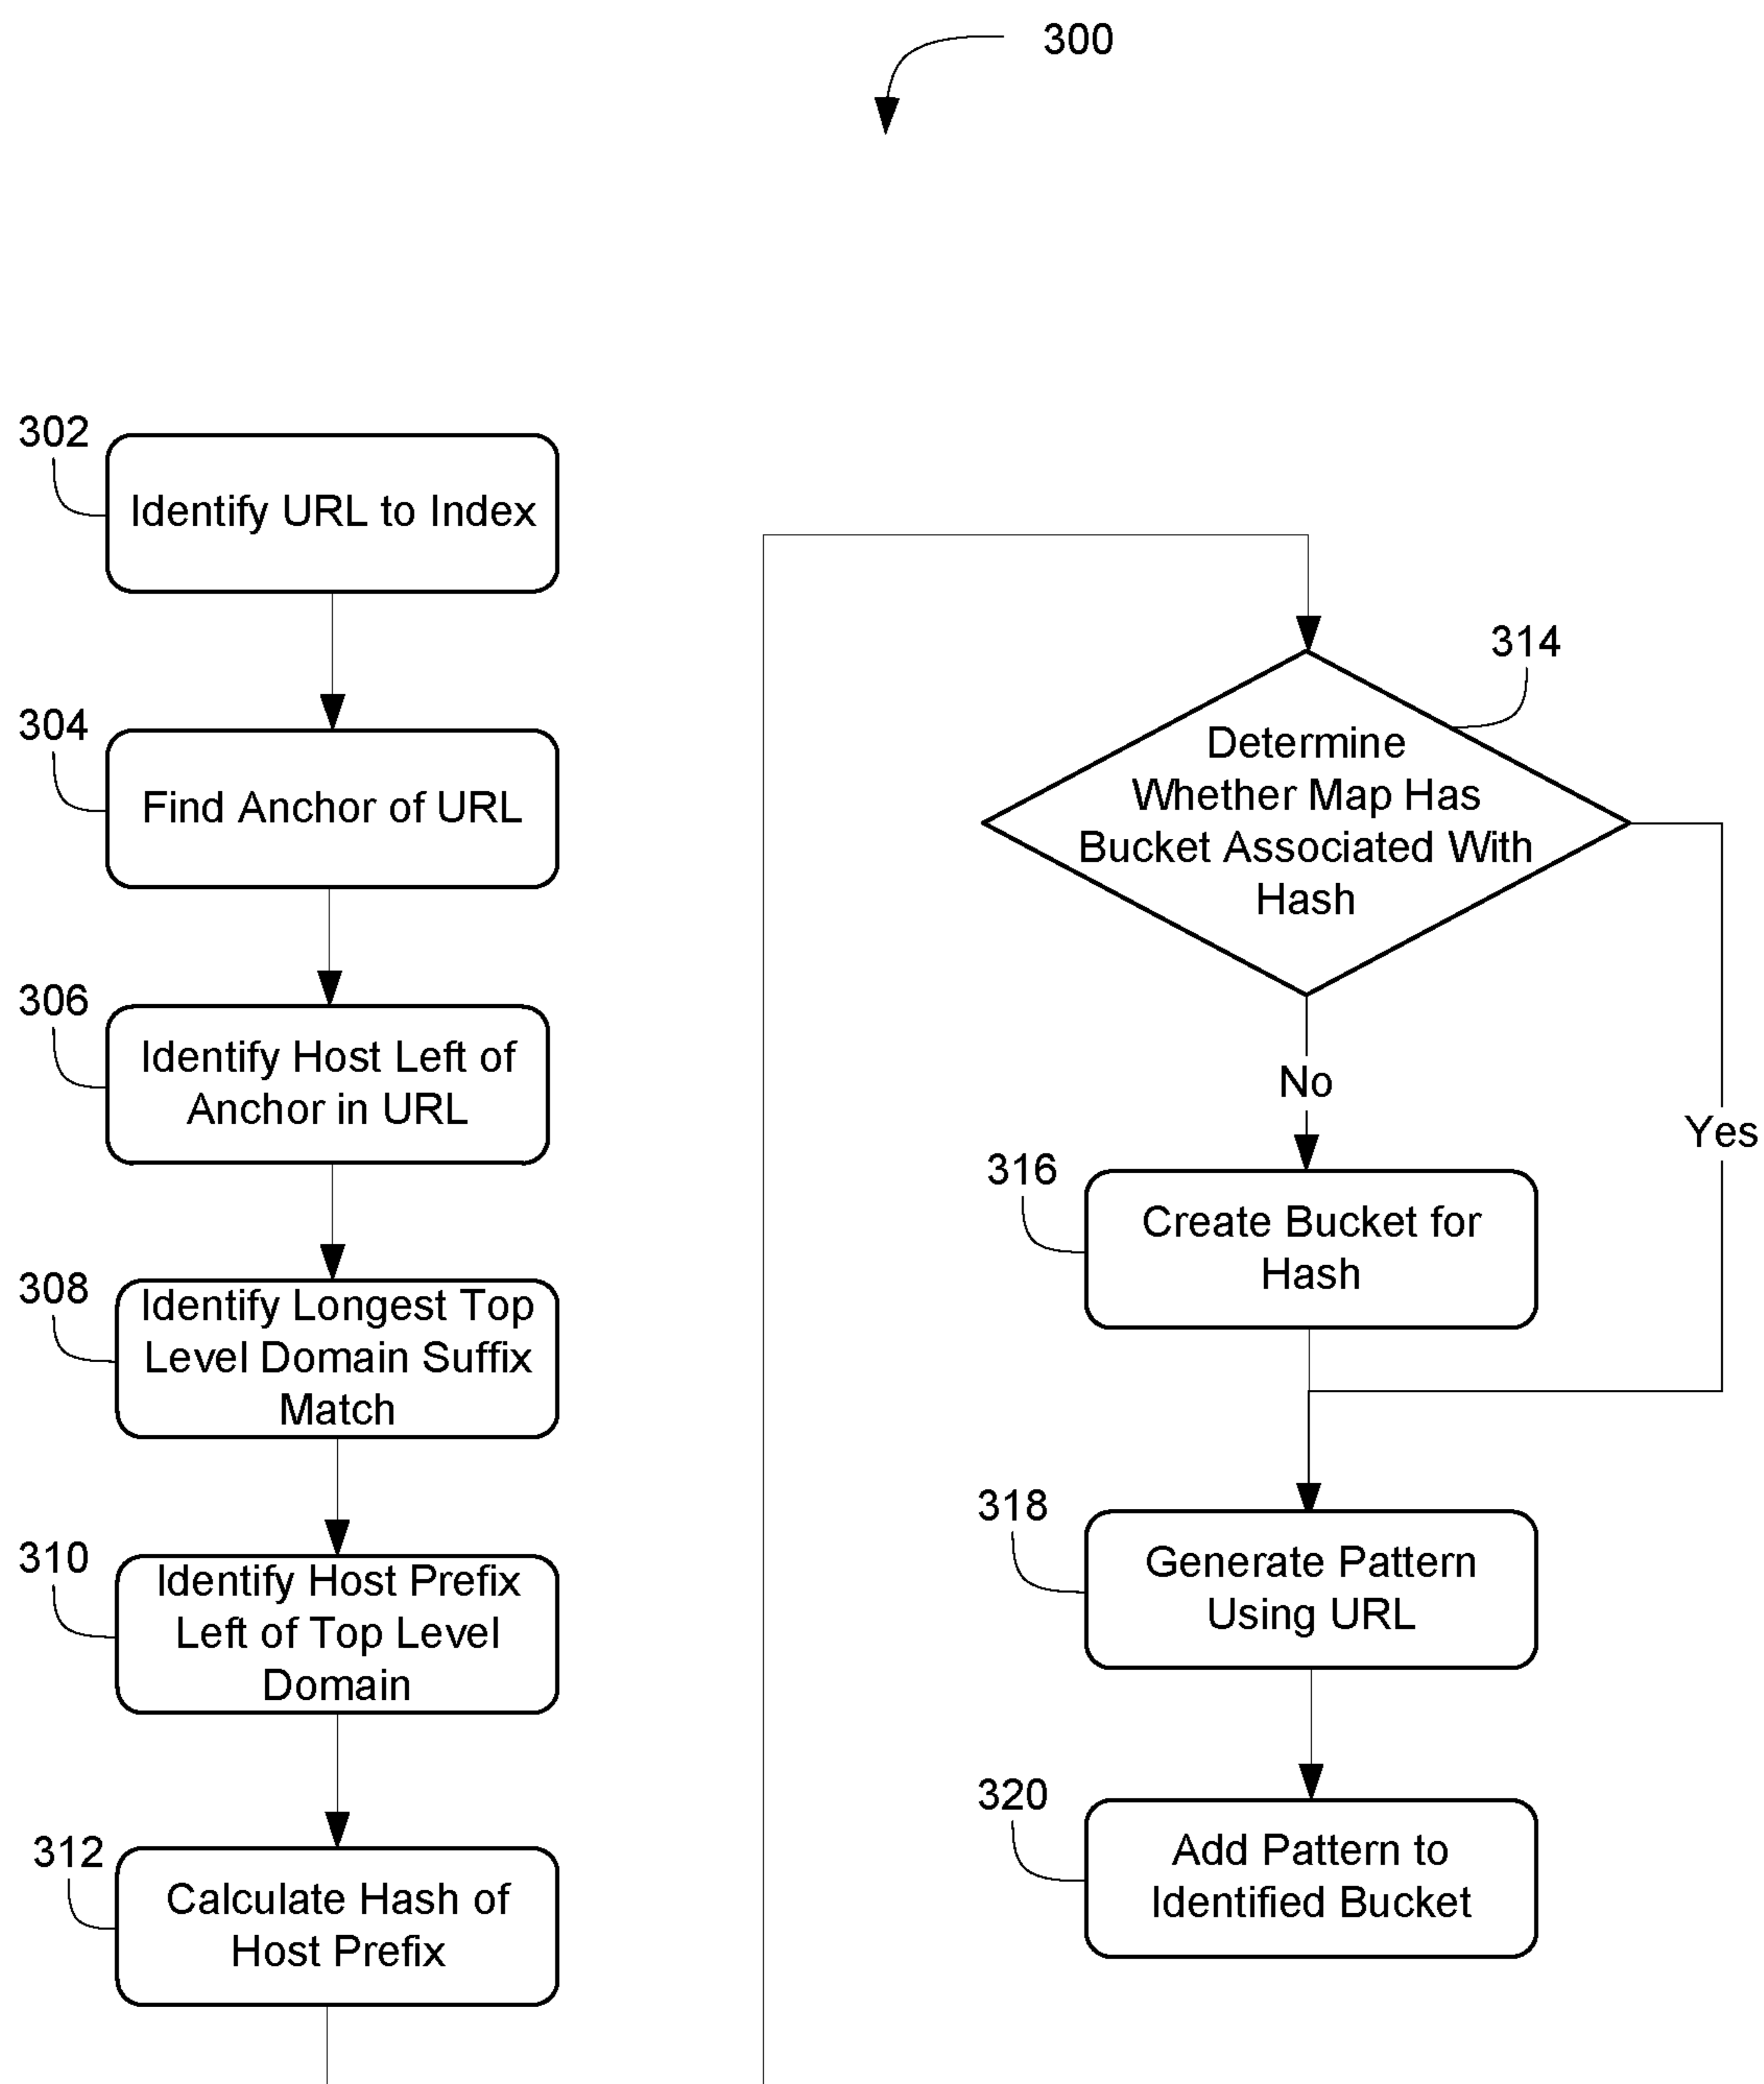 300
302
Identify URL to Index
304
Find Anchor of URL
306
Identify Host Left of
Anchor in URL
308
Identify Longest Top
Level Domain Suffix
Match
310
Identify Host Prefix
Left of Top Level
Domain
312
Calculate Hash of
Host Prefix
314
Determine
Whether Map Has
Bucket Associated With
Hash
No
Yes
316
Create Bucket for
Hash
318
Generate Pattern
Using URL
320
Add Pattern to
Identified Bucket